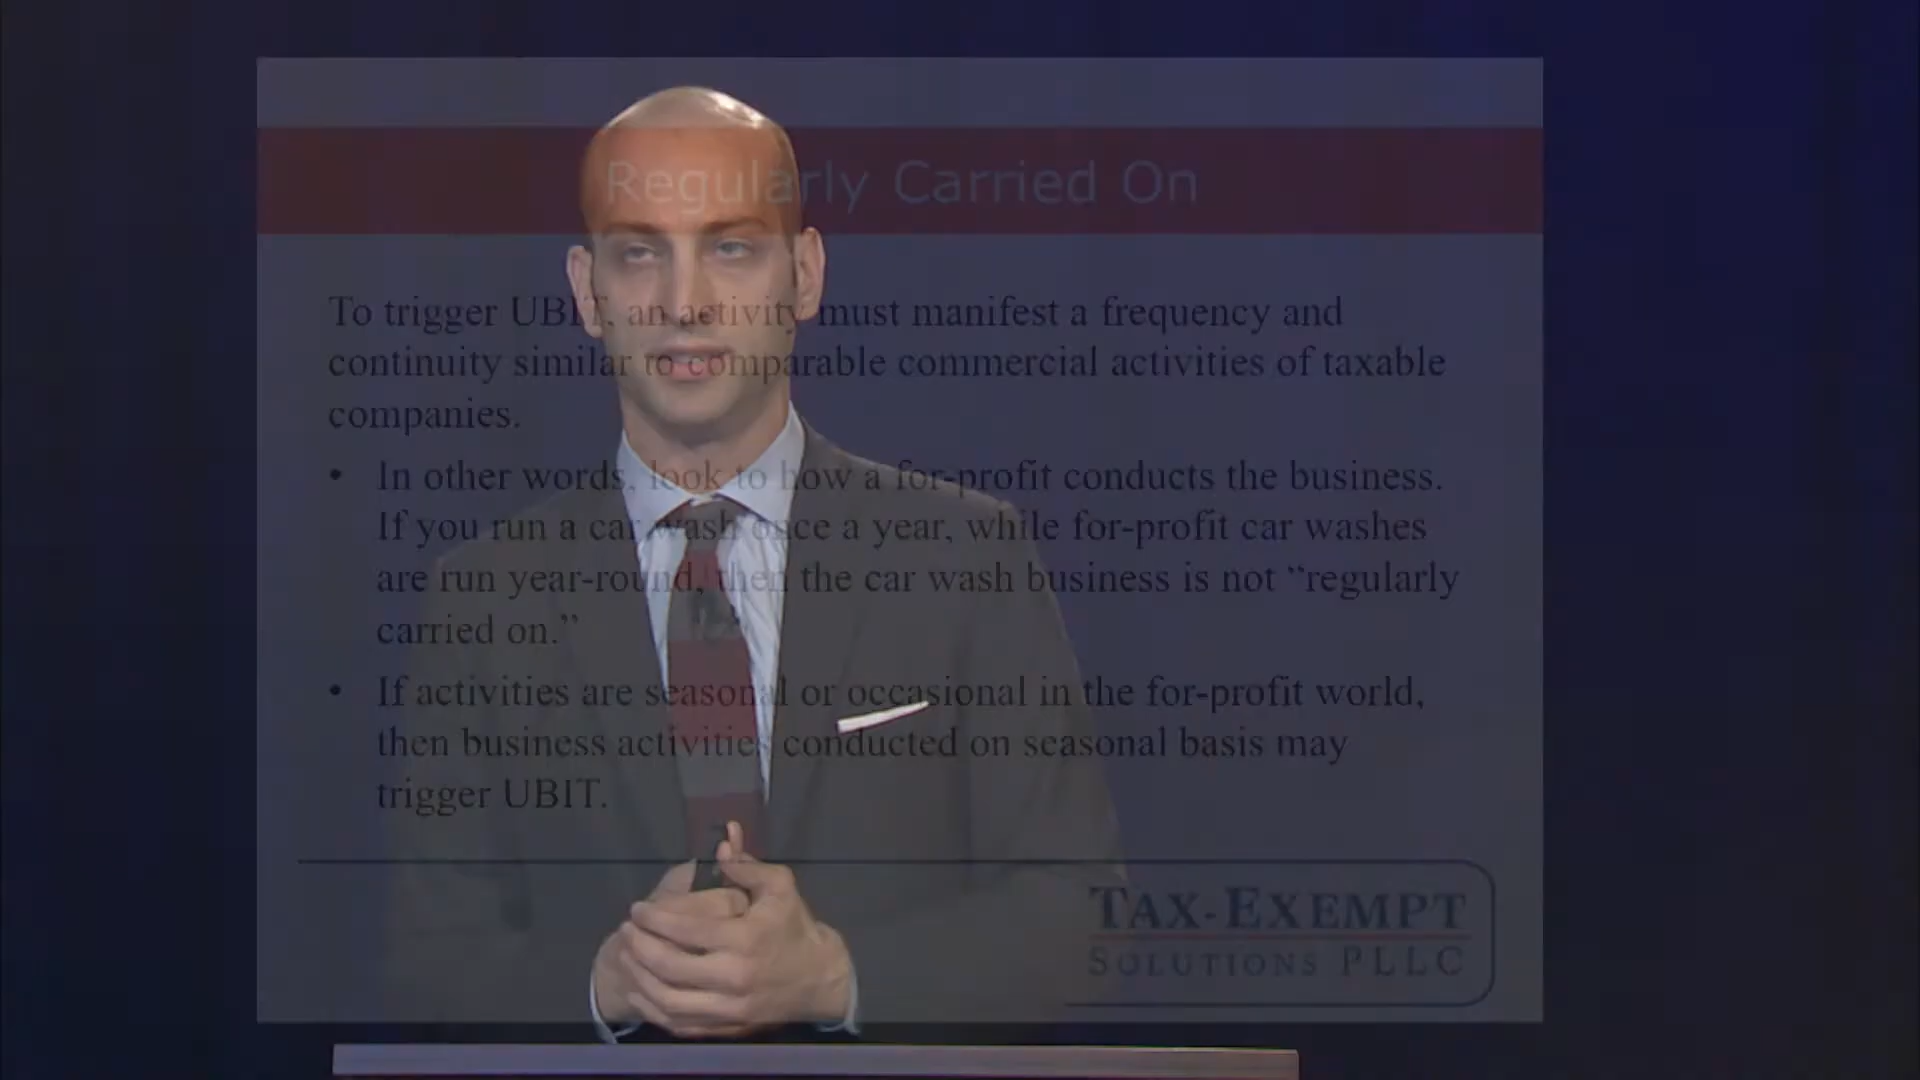 Regularly Carried On
To trigger UBIT, an activity must manifest a frequency and
continuity similar to comparable commercial activities of taxable
companies.
• In other words, look to how a for-profit conducts the business.
If you run a car wash once a year, while for-profit car washes
are run year-round, then the car wash business is not “regularly
carried on.”
• If activities are seasonal or occasional in the for-profit world,
then business activities conducted on seasonal basis may
trigger UBIT.
TAX-EXEMPT
SOLUTIONS PLLC